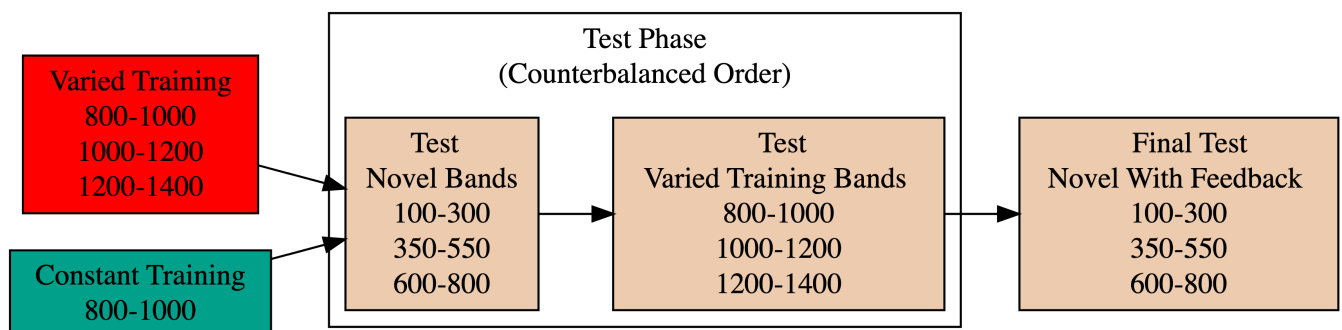 Varied Training
800-1000
1000-1200
1200-1400
Constant Training
800-1000
Test Phase
(Counterbalanced Order)
Test
Novel Bands
100-300
350-550
600-800
Test
Varied Training Bands
800-1000
1000-1200
1200-1400
Final Test
Novel With Feedback
100-300
350-550
600-800